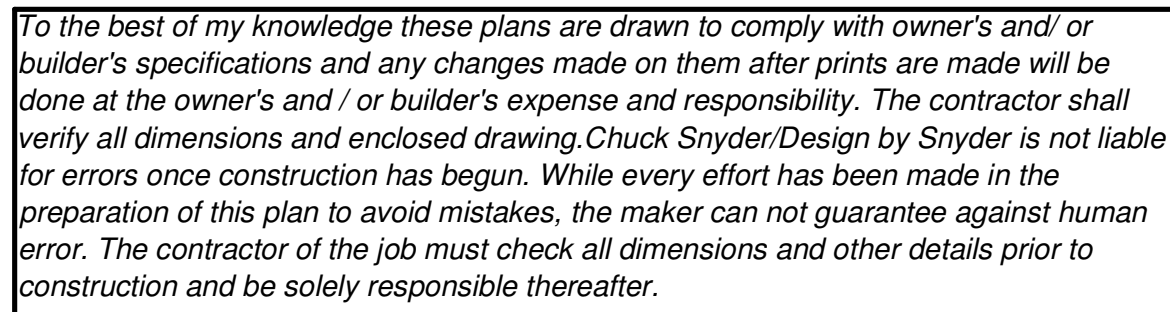 To the best of my knowledge these plans are drawn to comply with owner's and/ or
builder's specifications and any changes made on them after prints are made will be
done at the owner's and / or builder's expense and responsibility. The contractor shall
verify all dimensions and enclosed drawing.Chuck Snyder/Design by Snyder is not liable
for errors once construction has begun. While every effort has been made in the
preparation of this plan to avoid mistakes, the maker can not guarantee against human
error. The contractor of the job must check all dimensions and other details prior to
construction and be solely responsible thereafter.